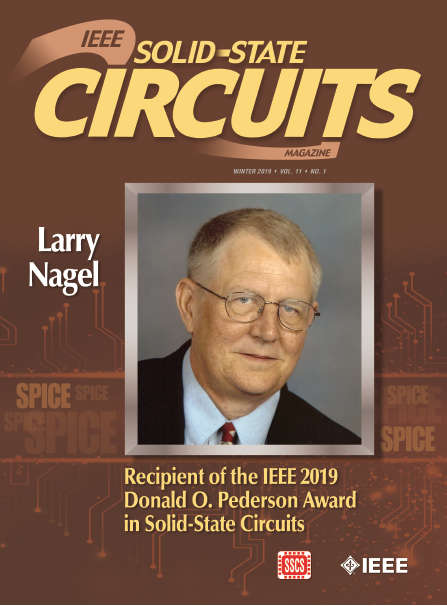 IEEE
SOLID-STATE
CIRCUITS
MAGAZINE
WINTER 2019 • VOL. 11 • NO. 1
Larry
Nagel
SPICE SPICE
SPICE SPICE
SPICE
SPICE
SPICE
Recipient of the IEEE 2019
Donald O. Pederson Award
in Solid-State Circuits
SSCS
IEEE